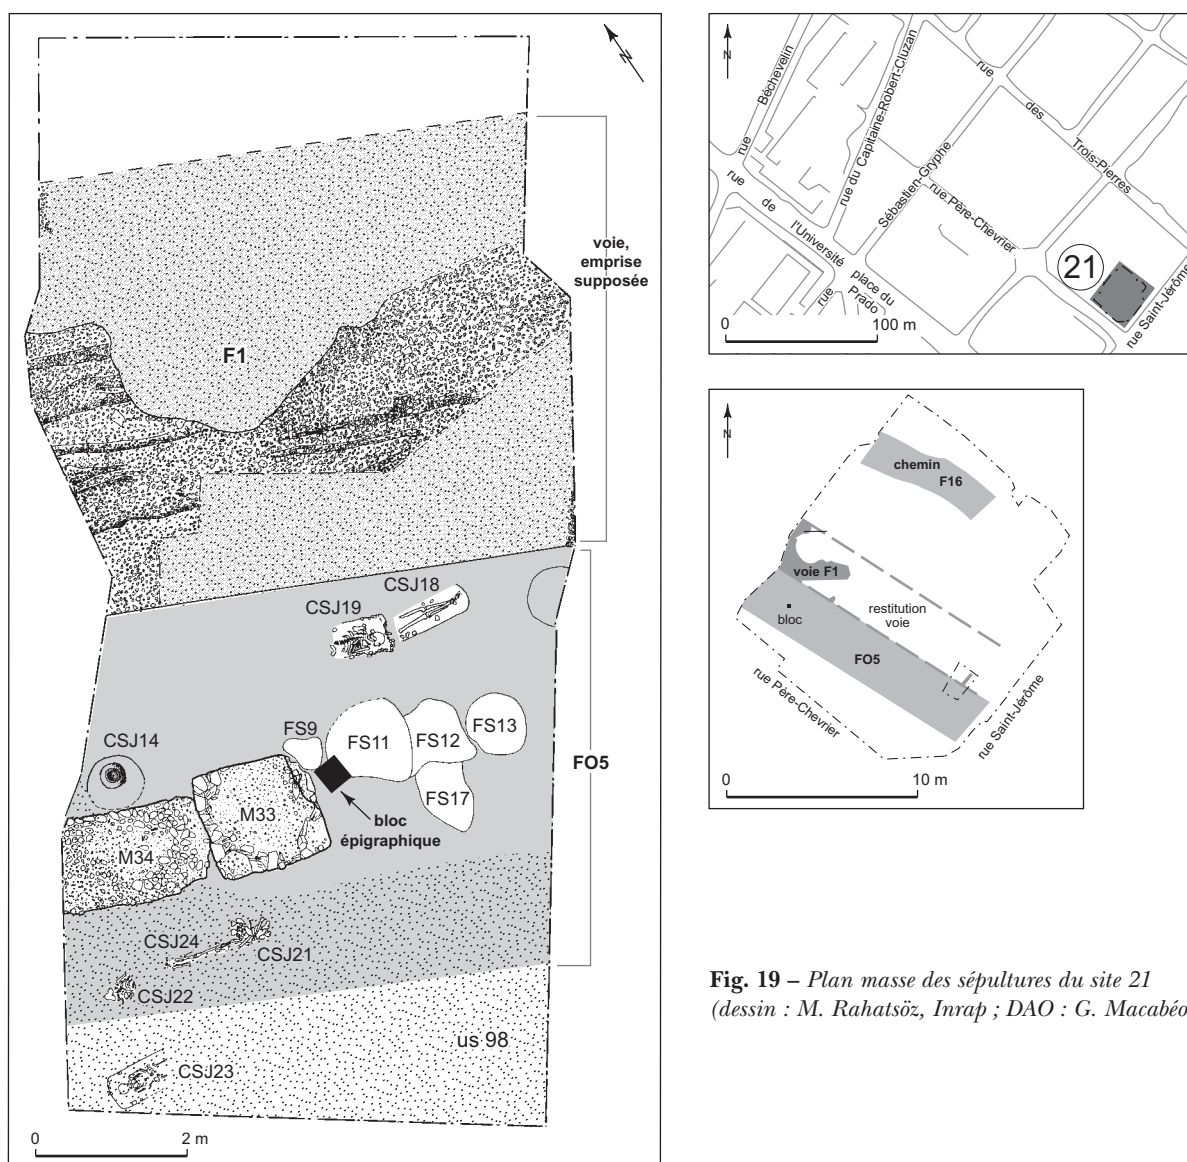 N
voie,
emprise
supposée
F1
CSJ18
CSJ19
FS9
FS11
FS12
FS13
CSJ14
FO5
FS17
M33
bloc
épigraphique
M34
CSJ24
CSJ21
CSJ22
us 98
CSJ23
0 2 m
N
rue Béchevelin
rue du Capitaine-Robert-Cluzan
rue des Trois-Pierres
Sébastien-Gryphe
rue Père-Chevrier
rue de l'Université
rue
place du
Prado
21
rue Saint-Jérôme
0 100 m
N
chemin
F16
voie F1
restitution
voie
bloc
FO5
rue Père-Chevrier
rue Saint-Jérôme
0 10 m
Fig. 19 – Plan masse des sépultures du site 21
(dessin : M. Rahatsöz, Inrap ; DAO : G. Macabéo